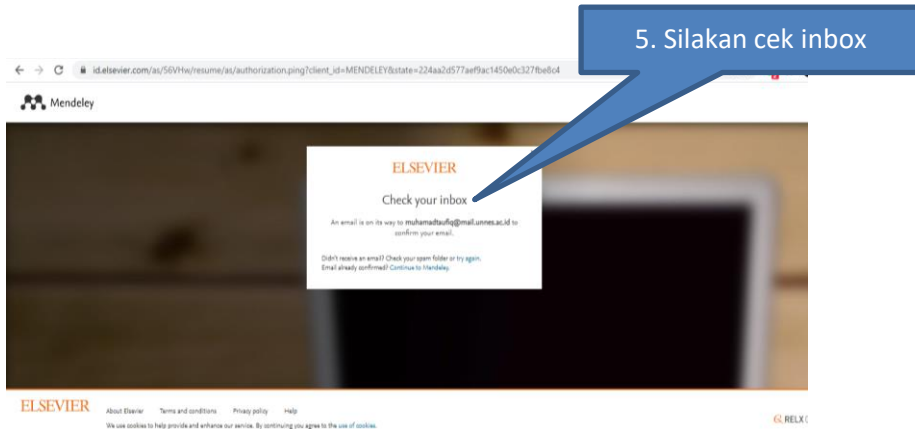 5. Silakan cek inbox
id.elsevier.com/as/56VHw/resume/as/authorization.ping?client_id=MENDELEY&state=224aa2d577aef9ac1450e0c327fbe8c4
Mendeley
ELSEVIER
Check your inbox
An email is on its way to muhamadtaufiq@mail.unnes.ac.id to
confirm your email.
Didn't receive an email? Check your spam folder or try again.
Email already confirmed? Continue to Mendeley.
ELSEVIER
About Elsevier Terms and conditions Privacy policy Help
We use cookies to help provide and enhance our service. By continuing you agree to the use of cookies.
RELX